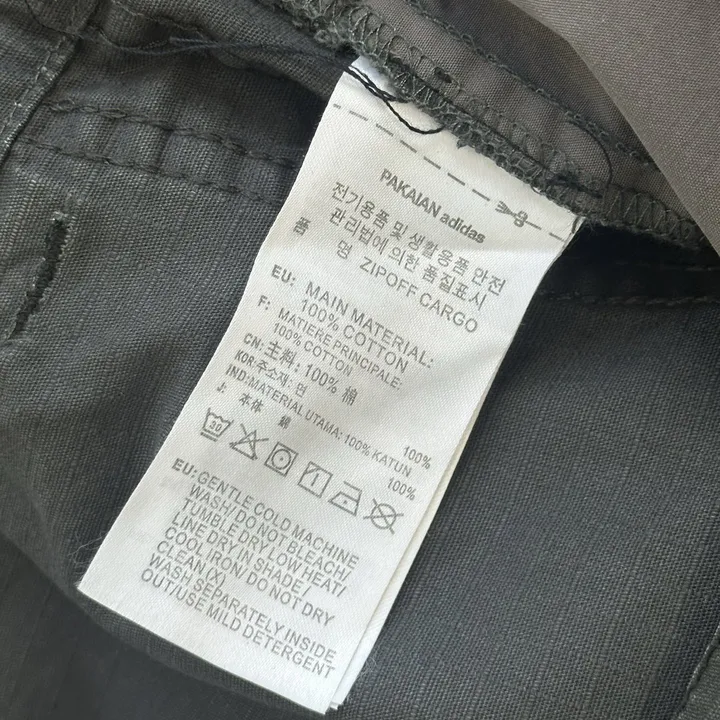 PAKAIAN adidas
전기용품 및 생활용품 안전
관리법에 의한 품질표시
품 명 ZIPOFF CARGO
EU: MAIN MATERIAL:
100% COTTON
F: MATIERE PRINCIPALE:
100% COTTON
CN: 主料: 100% 棉
KOR: 주소재: 면 100%
IND: MATERIAL UTAMA: 100% KATUN
J: 本体 綿 100%
30
EU: GENTLE COLD MACHINE
WASH/ DO NOT BLEACH/
TUMBLE DRY LOW HEAT/
LINE DRY IN SHADE/
COOL IRON/ DO NOT DRY
CLEAN (X)
WASH SEPARATELY INSIDE
OUT/USE MILD DETERGENT